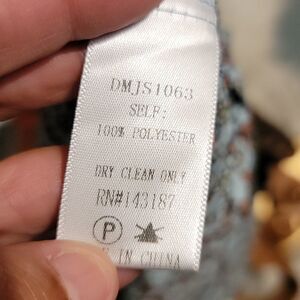 DMJS1063
SELF:
100% POLYESTER
DRY CLEAN ONLY
RN#143187
P
IN CHINA